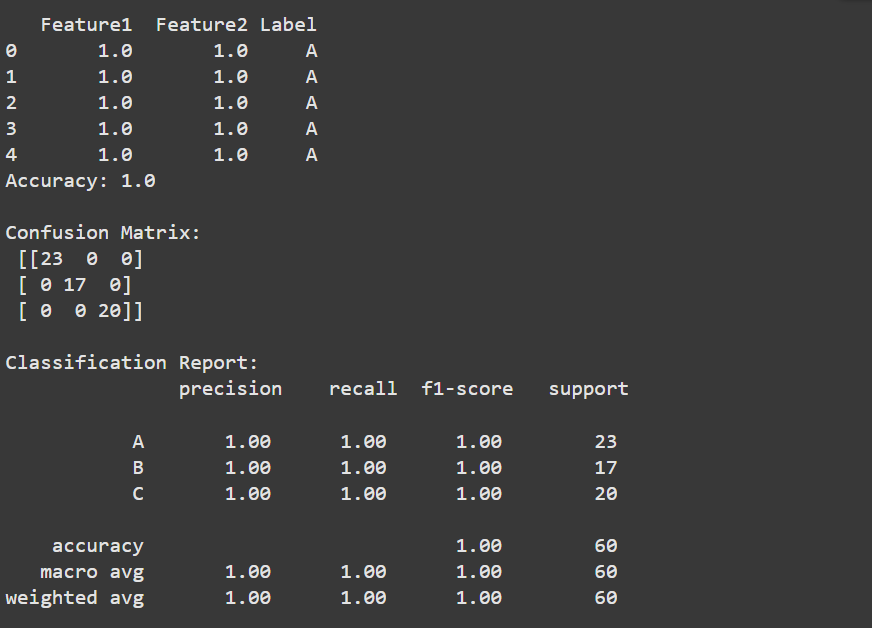 Feature1  Feature2 Label
0       1.0       1.0     A
1       1.0       1.0     A
2       1.0       1.0     A
3       1.0       1.0     A
4       1.0       1.0     A
Accuracy: 1.0
Confusion Matrix:
[[23  0  0]
[ 0 17  0]
[ 0  0 20]]
Classification Report:
precision    recall  f1-score   support
A       1.00      1.00      1.00        23
B       1.00      1.00      1.00        17
C       1.00      1.00      1.00        20
accuracy                           1.00        60
macro avg       1.00      1.00      1.00        60
weighted avg       1.00      1.00      1.00        60